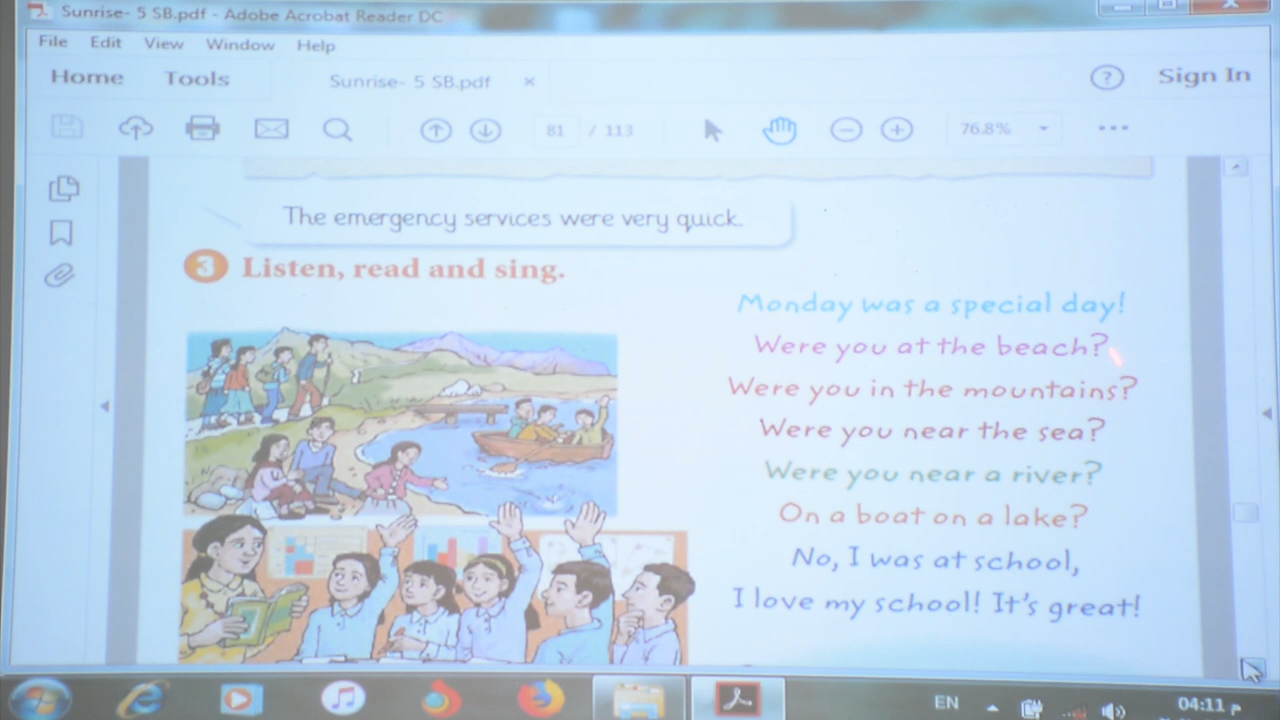 Sunrise- 5 SB.pdf - Adobe Acrobat Reader DC
File Edit View Window Help
Home Tools Sunrise- 5 SB.pdf × ? Sign In
81 / 113 76.8%
The emergency services were very quick.
3 Listen, read and sing.
Monday was a special day!
Were you at the beach?
Were you in the mountains?
Were you near the sea?
Were you near a river?
On a boat on a lake?
No, I was at school,
I love my school! It's great!
EN 04:11 م